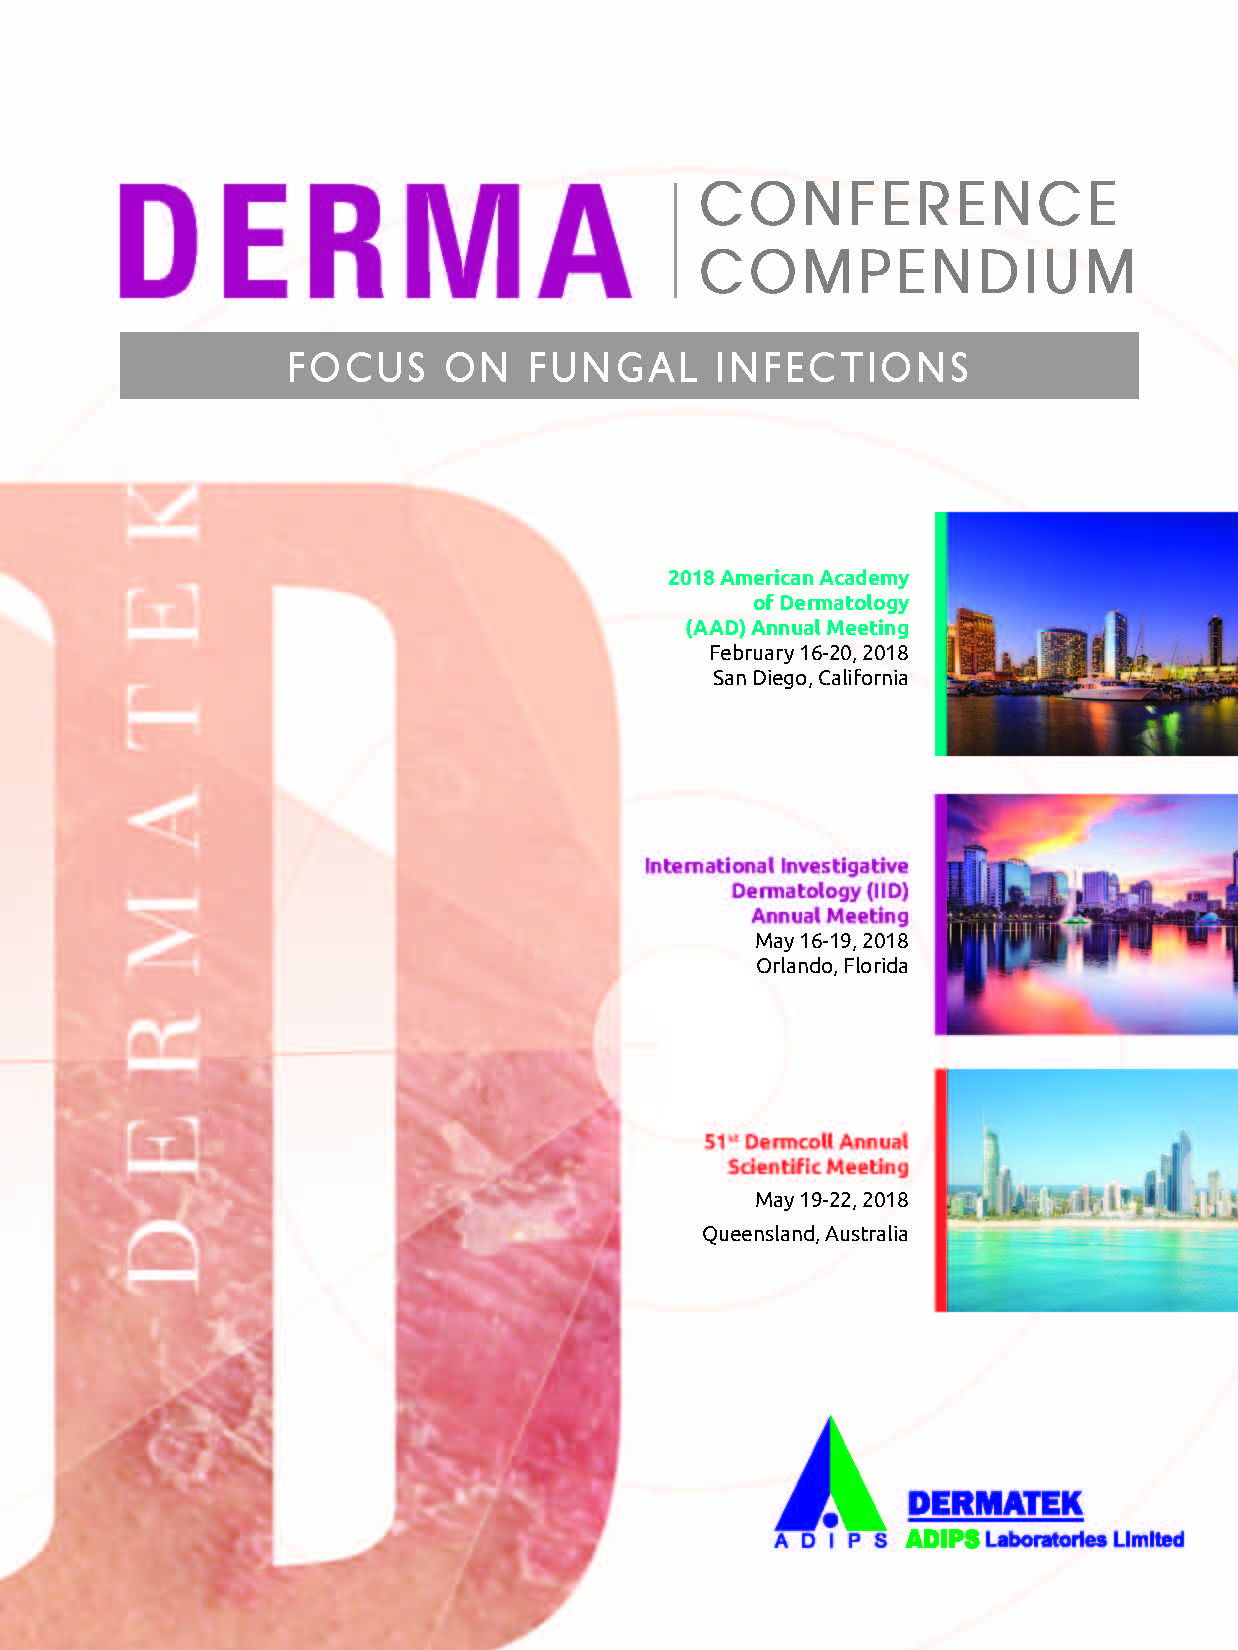 DERMA
CONFERENCE
COMPENDIUM
FOCUS ON FUNGAL INFECTIONS
DERMATEK
2018 American Academy
of Dermatology
(AAD) Annual Meeting
February 16-20, 2018
San Diego, California
International Investigative
Dermatology (IID)
Annual Meeting
May 16-19, 2018
Orlando, Florida
51st Dermcoll Annual
Scientific Meeting
May 19-22, 2018
Queensland, Australia
ADIPS
DERMATEK
ADIPS Laboratories Limited